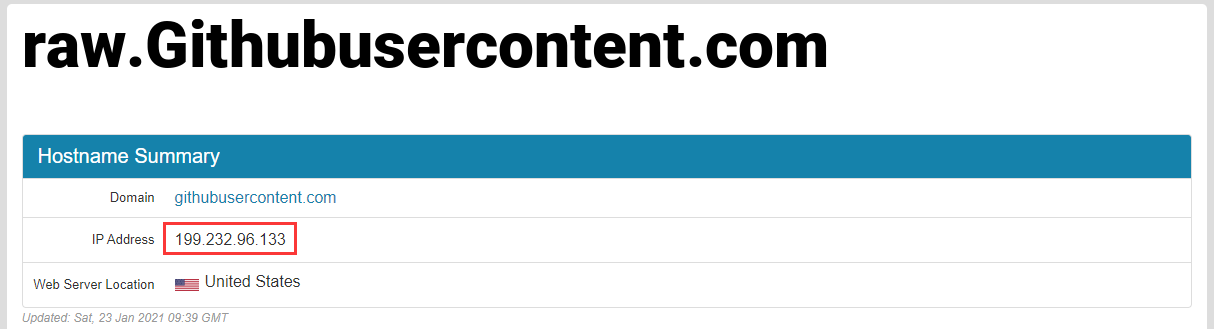 raw.Githubusercontent.com
Hostname Summary
Domain githubusercontent.com
IP Address 199.232.96.133
Web Server Location United States
Updated: Sat, 23 Jan 2021 09:39 GMT